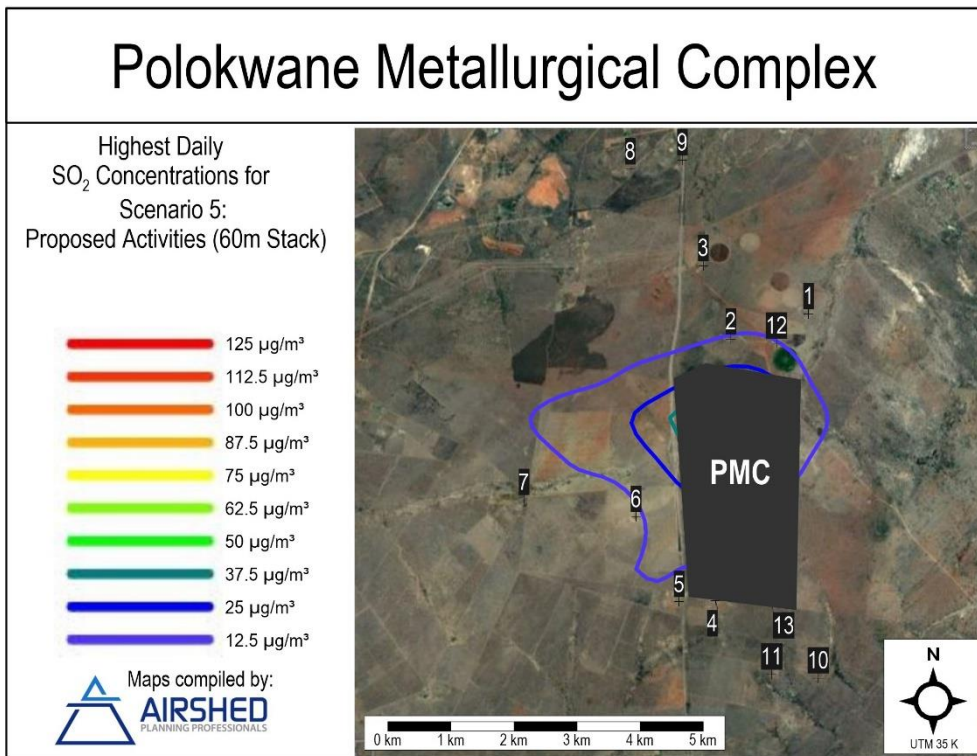 Polokwane Metallurgical Complex
Highest Daily
SO₂ Concentrations for
Scenario 5:
Proposed Activities (60m Stack)
125 µg/m³
112.5 µg/m³
100 µg/m³
87.5 µg/m³
75 µg/m³
62.5 µg/m³
50 µg/m³
37.5 µg/m³
25 µg/m³
12.5 µg/m³
Maps compiled by:
AIRSHED
PLANNING PROFESSIONALS
8
9
3
1
2
12
PMC
7
6
5
4
13
11
10
0 km
1 km
2 km
3 km
4 km
5 km
N
UTM 35 K